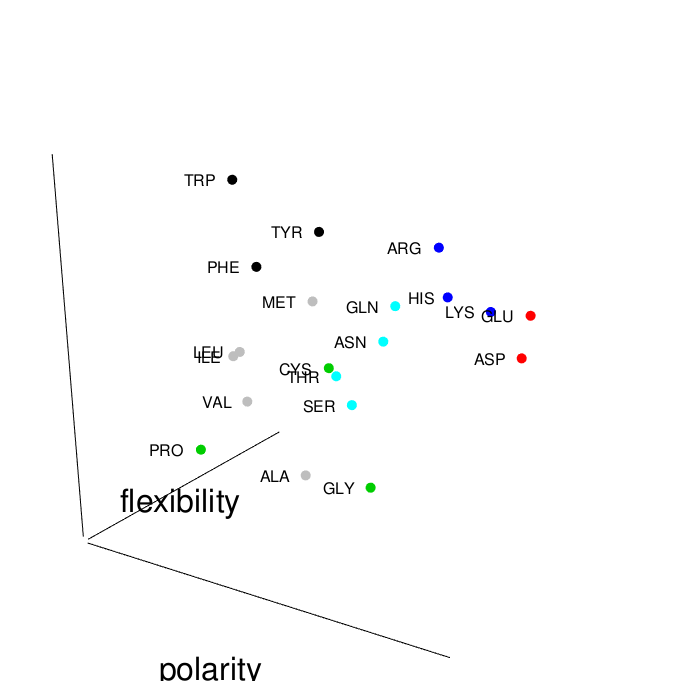 TRP
TYR
ARG
PHE
HIS
MET
GLN
LYS
GLU
ASN
LEU
ILE
ASP
CYS
THR
VAL
SER
PRO
ALA
GLY
flexibility
polarity